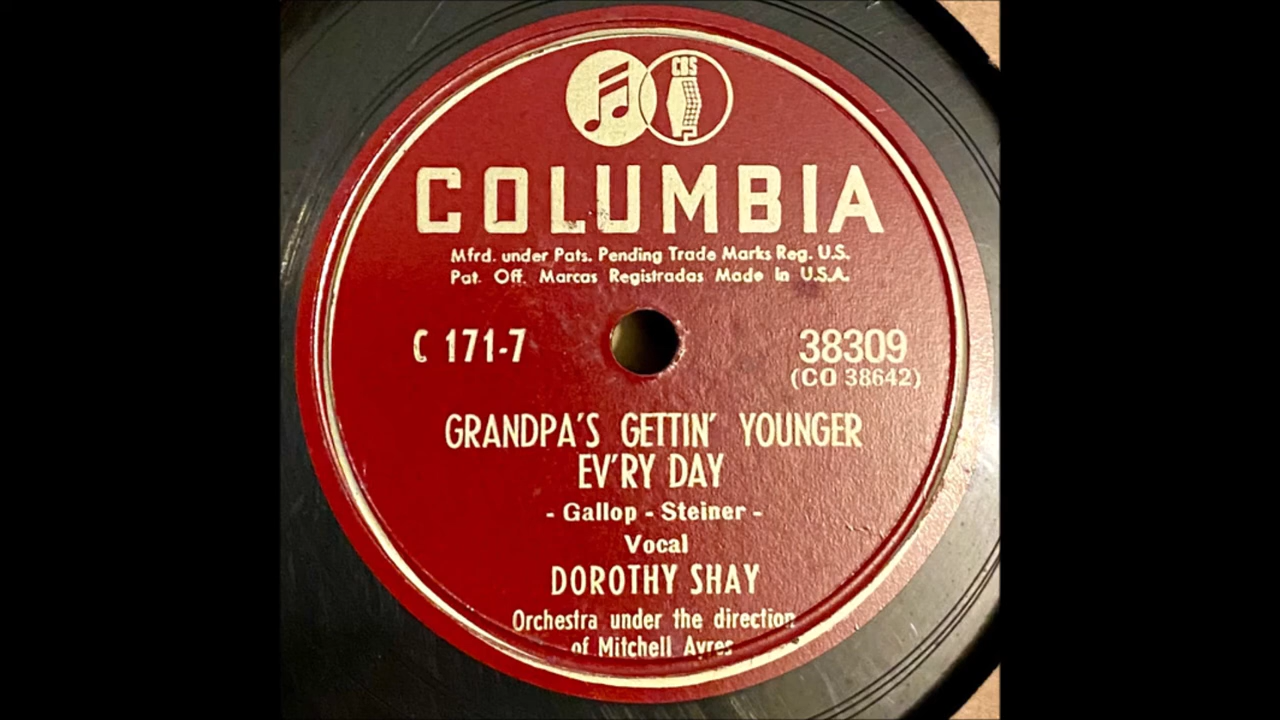 CBS
COLUMBIA
Mfrd. under Pats. Pending Trade Marks Reg. U.S.
Pat. Off. Marcas Registradas Made in U.S.A.
C 171-7
38309
(CO 38642)
GRANDPA'S GETTIN' YOUNGER
EV'RY DAY
- Gallop - Steiner -
Vocal
DOROTHY SHAY
Orchestra under the direction
of Mitchell Ayres